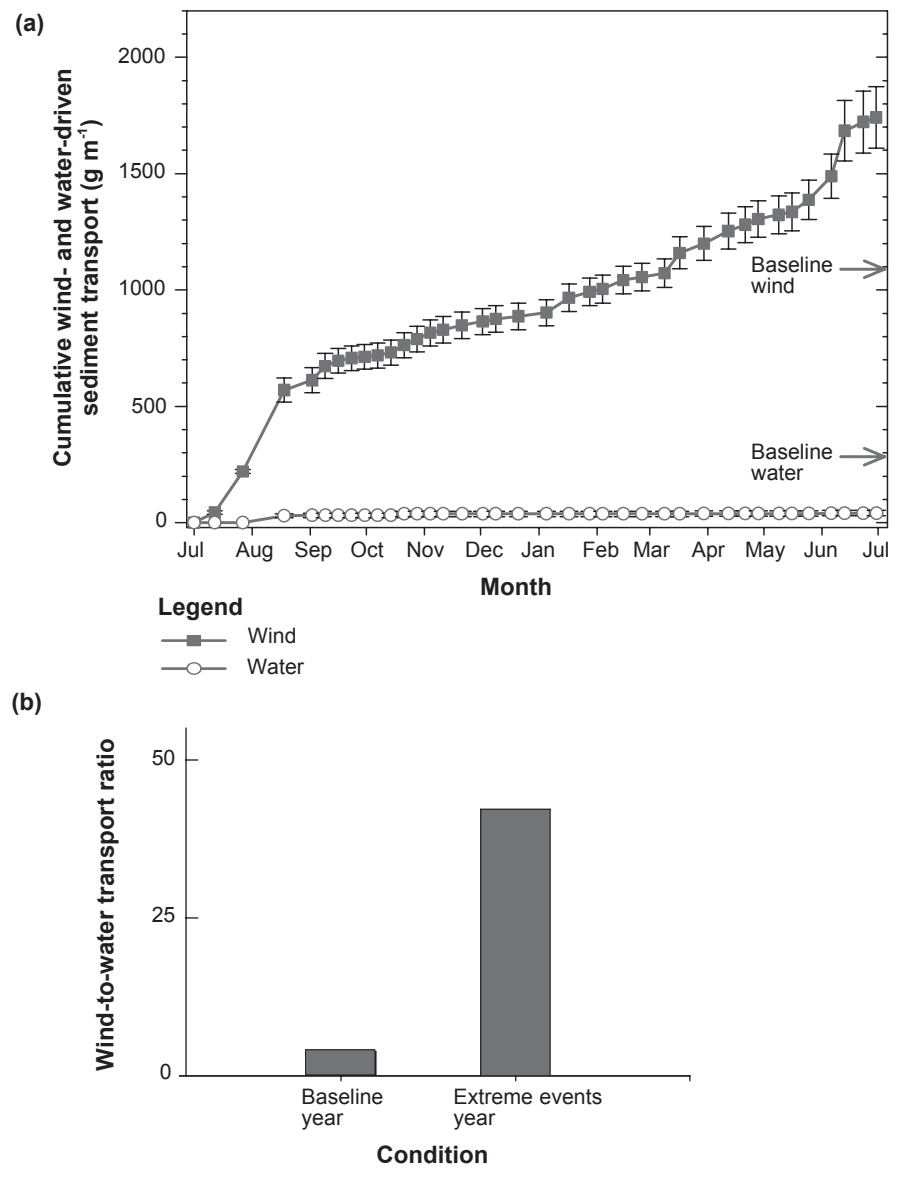 (a)
Cumulative wind- and water-driven
sediment transport (g m⁻¹)
2000
1500
1000
500
0
Baseline
wind
Baseline
water
Jul Aug Sep Oct Nov Dec Jan Feb Mar Apr May Jun Jul
Month
Legend
Wind
Water
(b)
Wind-to-water transport ratio
50
25
0
Baseline
year
Extreme events
year
Condition